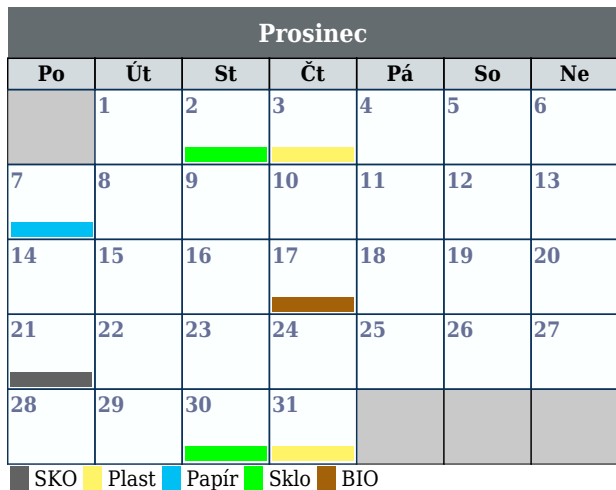 Prosinec
Po Út St Čt Pá So Ne
1 2 3 4 5 6
7 8 9 10 11 12 13
14 15 16 17 18 19 20
21 22 23 24 25 26 27
28 29 30 31
SKO Plast Papír Sklo BIO